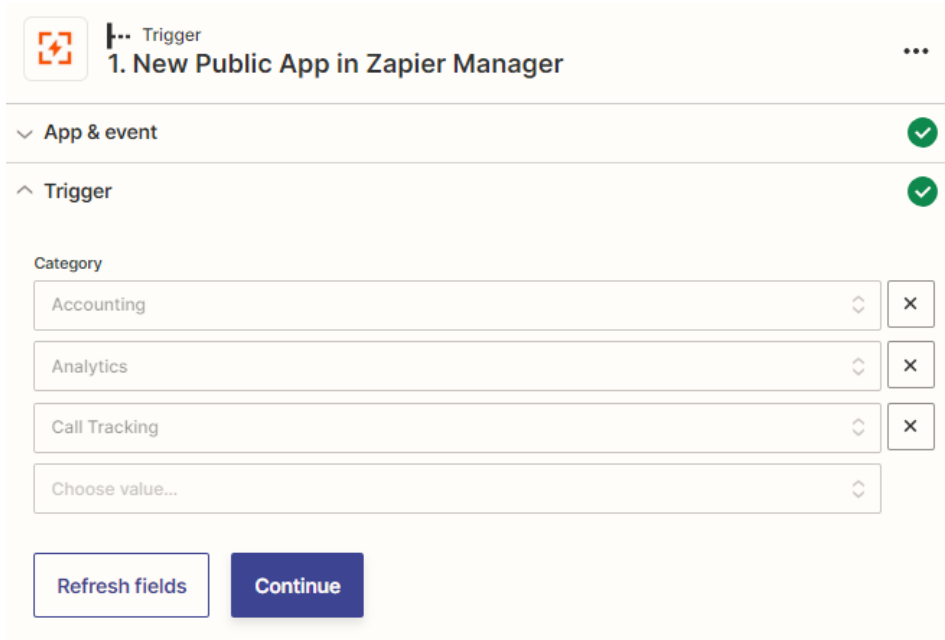 Trigger
1. New Public App in Zapier Manager
App & event
Trigger
Category
Accounting
Analytics
Call Tracking
Choose value...
Refresh fields
Continue